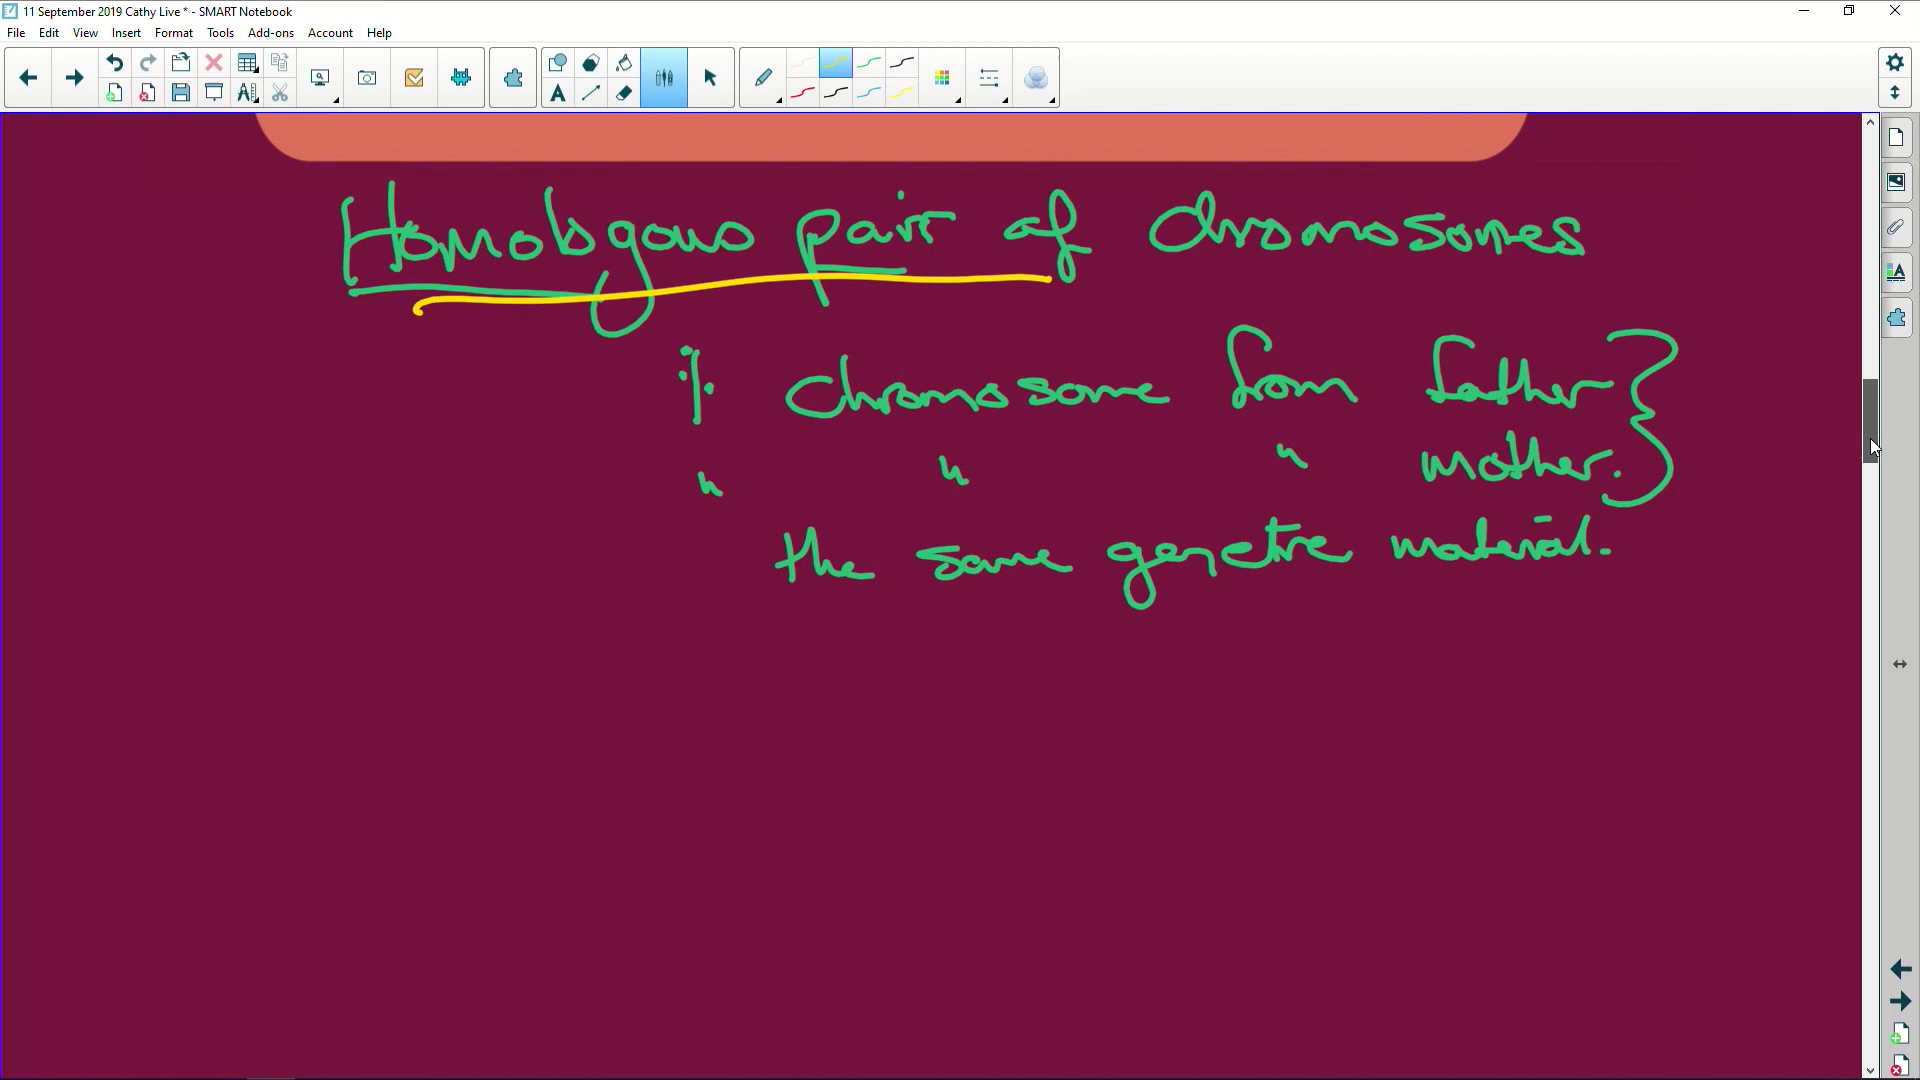 11 September 2019 Cathy Live * - SMART Notebook
File Edit View Insert Format Tools Add-ons Account Help
Homologous pair of chromosomes
1 chromosome from father
" " " mother.
the same genetic material.